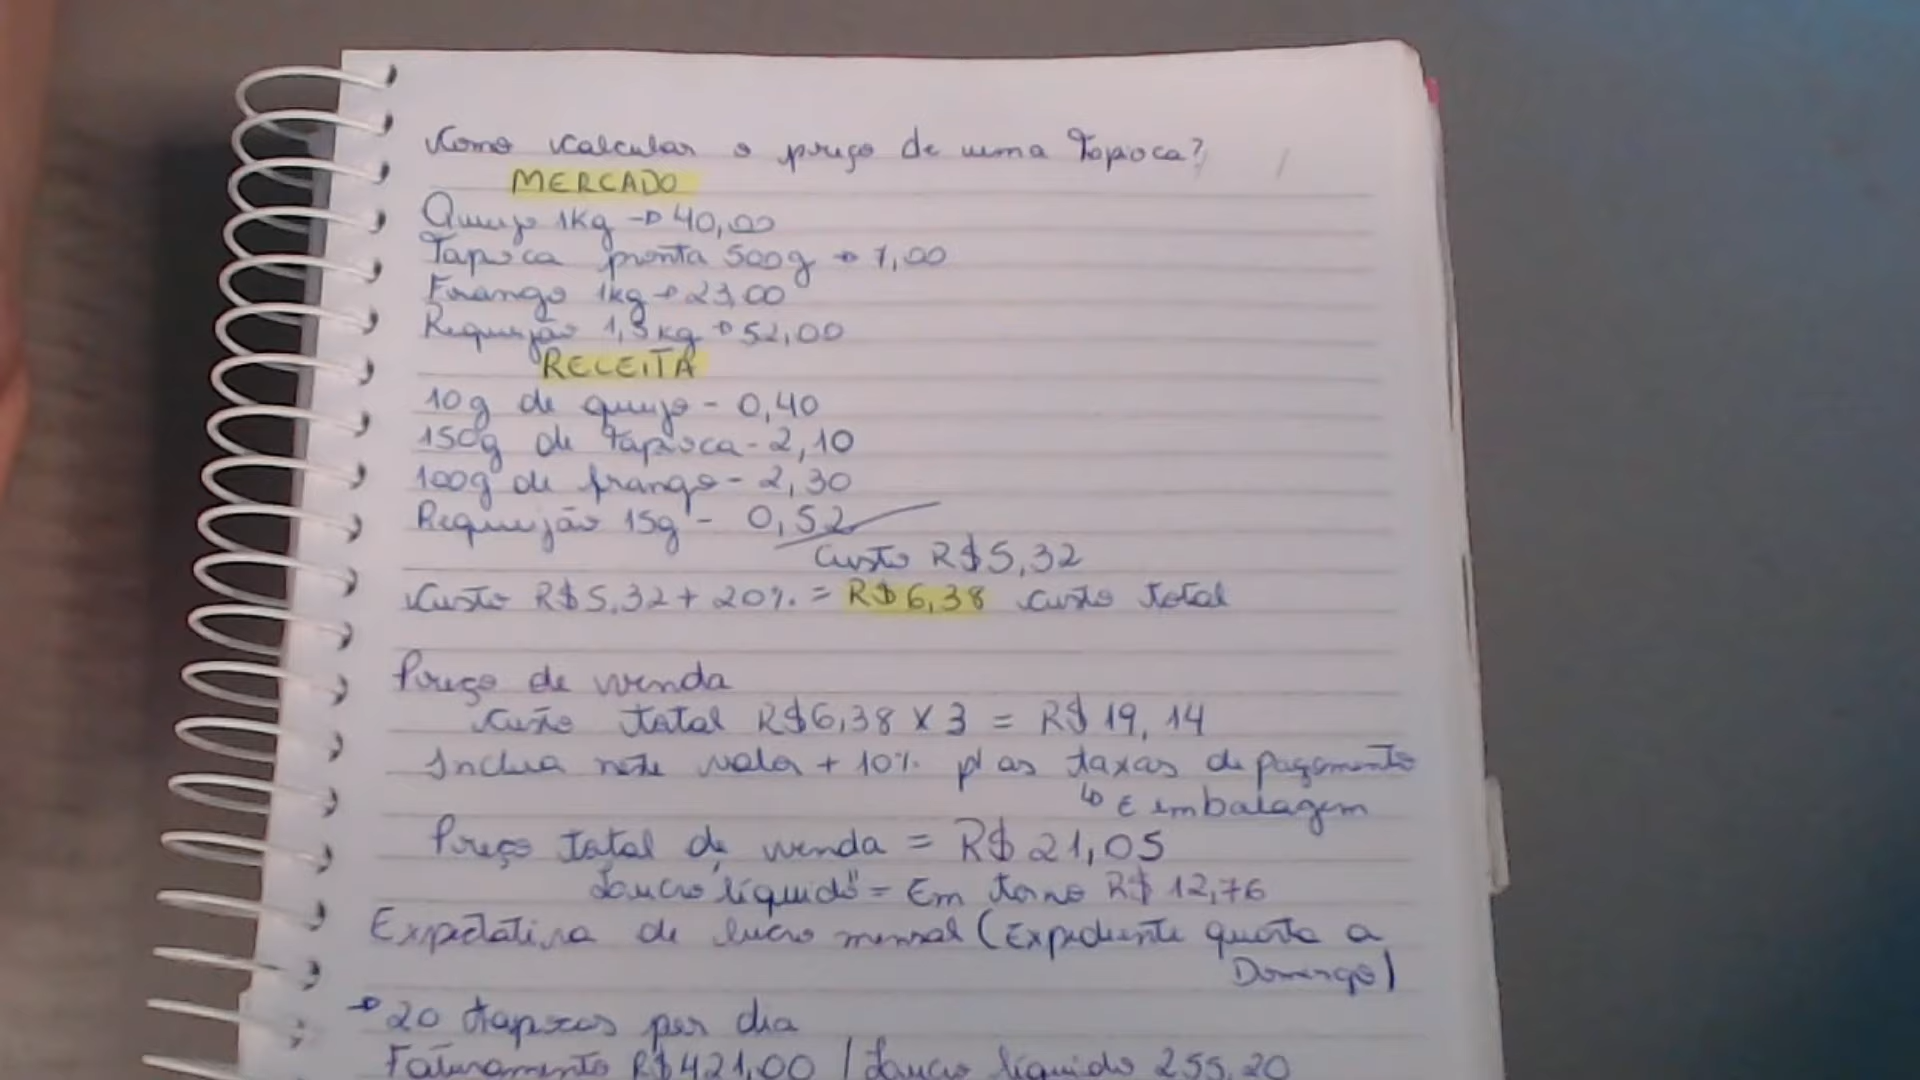 Como calcular o preço de uma Tapioca?
MERCADO
Queijo 1kg → 40,00
Tapioca pronta 500g → 7,00
Frango 1kg → 23,00
Requeijão 1,5kg → 52,00
RECEITA
10g de queijo - 0,40
150g de tapioca - 2,10
100g de frango - 2,30
Requeijão 15g - 0,52
Custo R$5,32
Custo R$5,32 + 20% = R$6,38 custo total
Preço de venda
Custo total R$6,38 x 3 = R$ 19,14
Inclua neste valor + 10% p/ as taxas de pagamento
↳ E embalagem
Preço total de venda = R$ 21,05
Lucro "líquido" = Em torno R$ 12,76
Expectativa de lucro mensal (Expediente quarta a
Domingo)
→ 20 tapiocas por dia
Faturamento R$421,00 / Lucro líquido 255,20